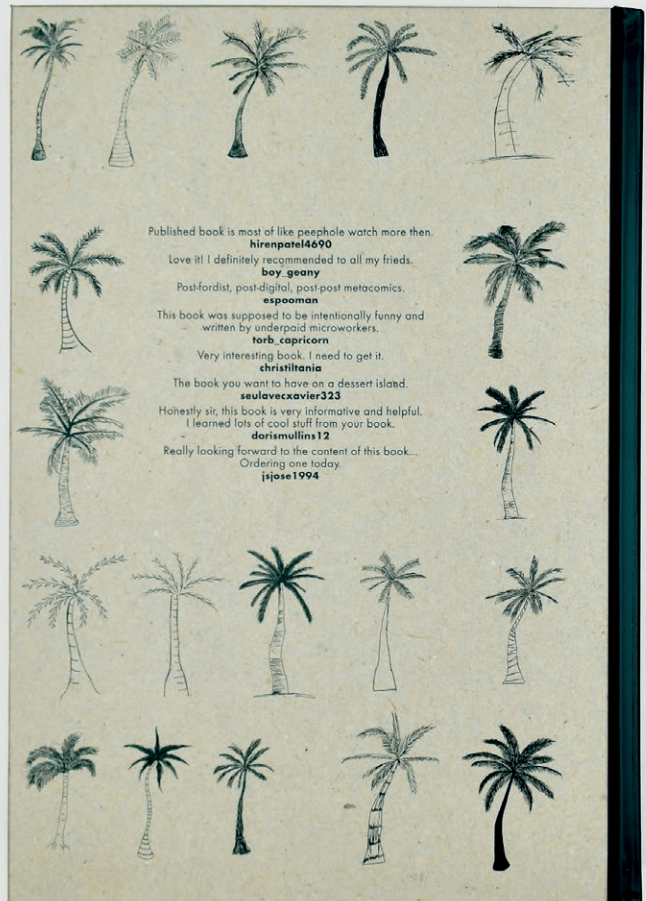 Published book is most of like peephole watch more then.
hirenpatel4690
Love it! I definitely recommended to all my frieds.
boy_geany
Post-fordist, post-digital, post-post metacomics.
espooman
This book was supposed to be intentionally funny and
written by underpaid microworkers.
torb_capricorn
Very interesting book. I need to get it.
christiltania
The book you want to have on a dessert island.
seulavecxavier323
Honestly sir, this book is very informative and helpful.
I learned lots of cool stuff from your book.
dorismullins12
Really looking forward to the content of this book...
Ordering one today.
jsjose1994